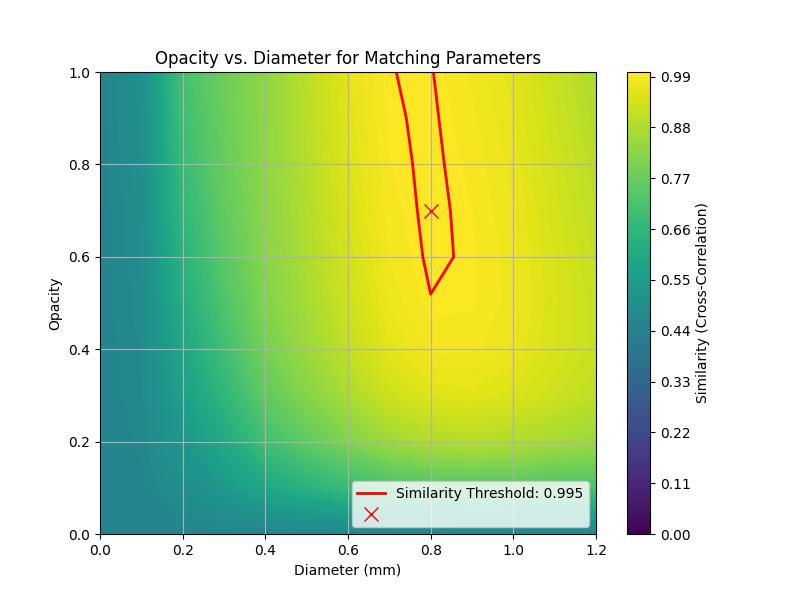 Opacity vs. Diameter for Matching Parameters
1.0
0.8
0.6
0.4
0.2
0.0
Opacity
0.0 0.2 0.4 0.6 0.8 1.0 1.2
Diameter (mm)
Similarity Threshold: 0.995
0.99
0.88
0.77
0.66
0.55
0.44
0.33
0.22
0.11
0.00
Similarity (Cross-Correlation)